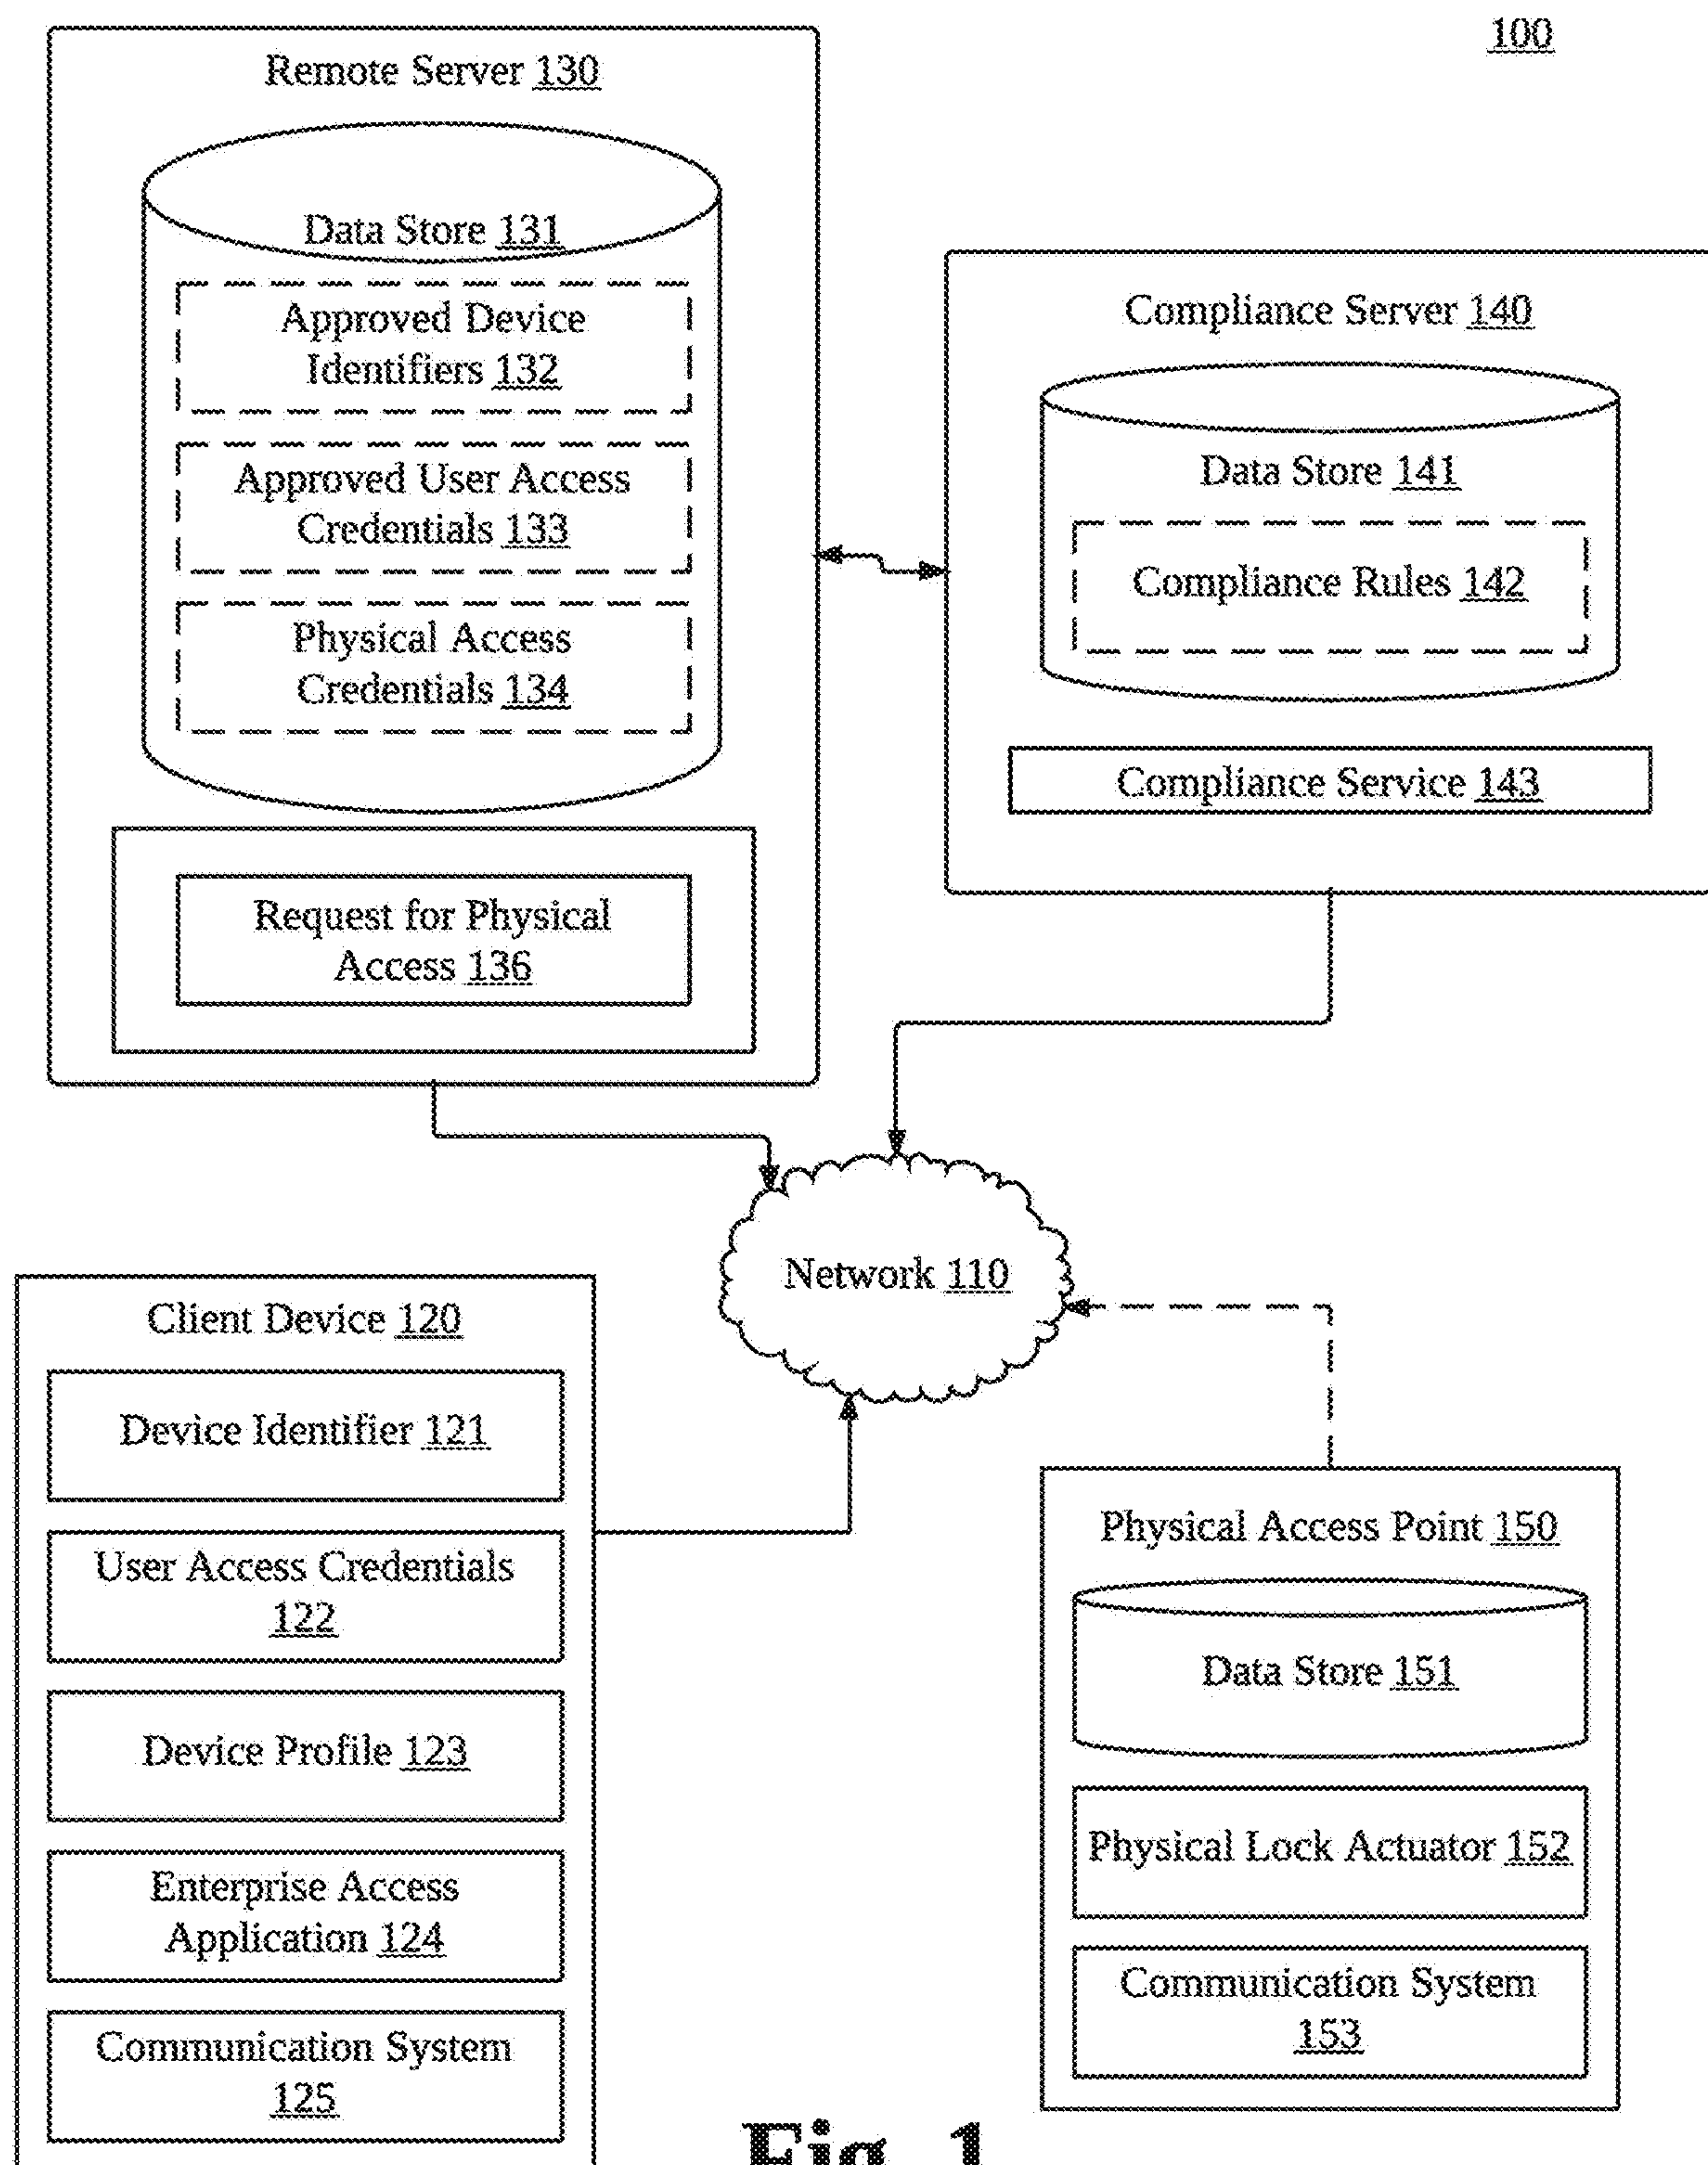 100
Remote Server 130
Data Store 131
Approved Device
Identifiers 132
Approved User Access
Credentials 133
Physical Access
Credentials 134
Request for Physical
Access 136
Compliance Server 140
Data Store 141
Compliance Rules 142
Compliance Service 143
Network 110
Client Device 120
Device Identifier 121
User Access Credentials
122
Device Profile 123
Enterprise Access
Application 124
Communication System
125
Physical Access Point 150
Data Store 151
Physical Lock Actuator 152
Communication System
153
Fig. 1